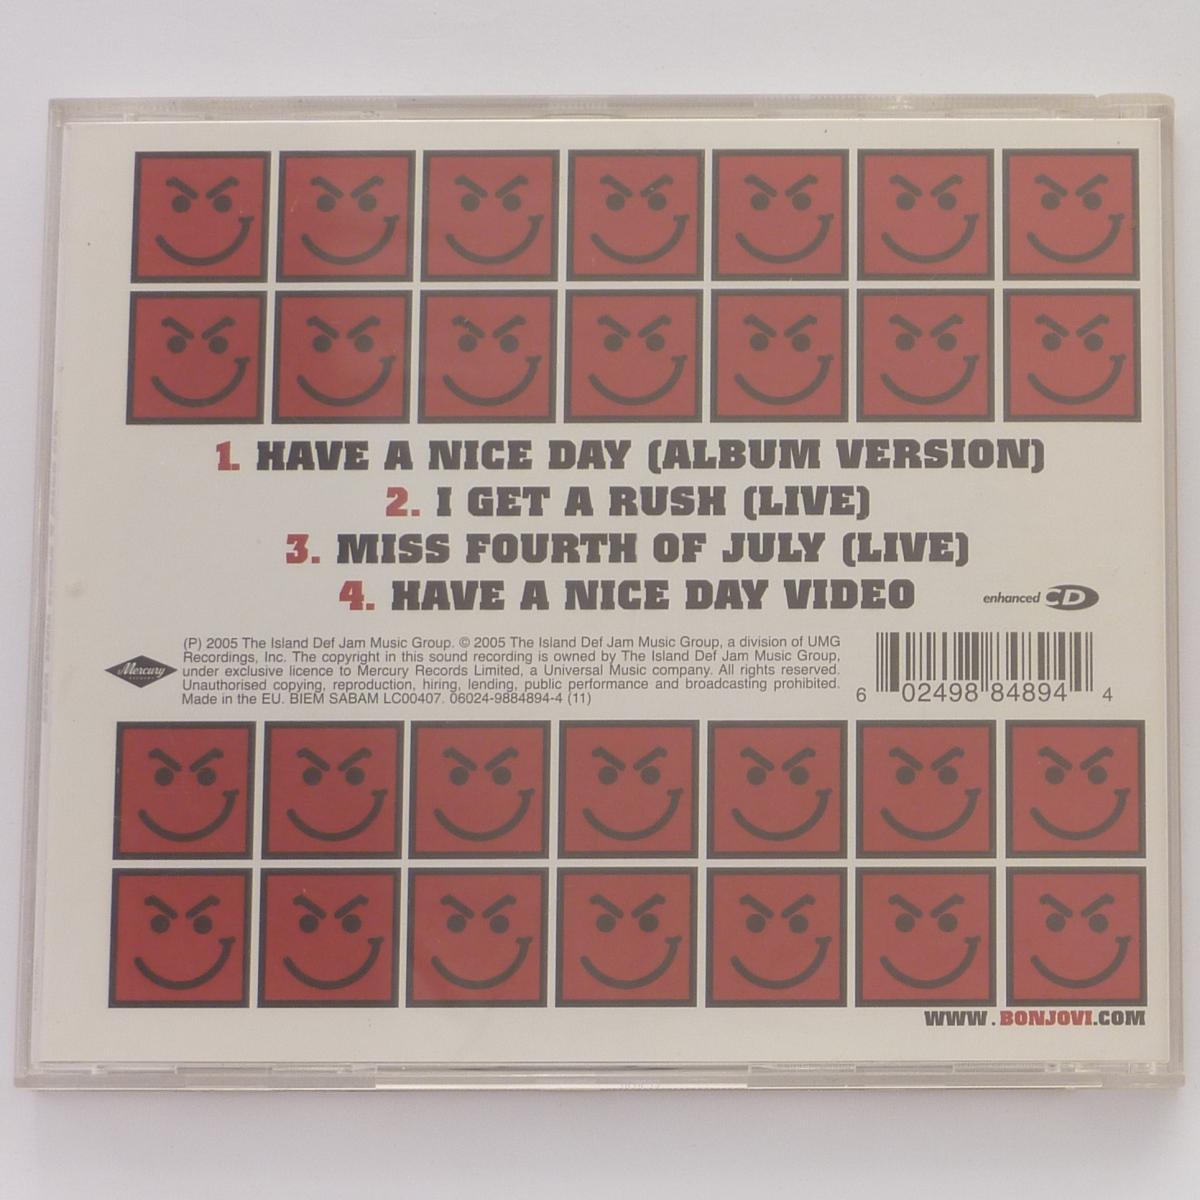 1. HAVE A NICE DAY (ALBUM VERSION)
2. I GET A RUSH (LIVE)
3. MISS FOURTH OF JULY (LIVE)
4. HAVE A NICE DAY VIDEO
enhanced CD
Mercury
(P) 2005 The Island Def Jam Music Group. © 2005 The Island Def Jam Music Group, a division of UMG
Recordings, Inc. The copyright in this sound recording is owned by The Island Def Jam Music Group,
under exclusive licence to Mercury Records Limited, a Universal Music company. All rights reserved.
Unauthorised copying, reproduction, hiring, lending, public performance and broadcasting prohibited.
Made in the EU. BIEM SABAM LC00407. 06024-9884894-4 (11)
6 02498 84894 4
WWW.BONJOVI.COM